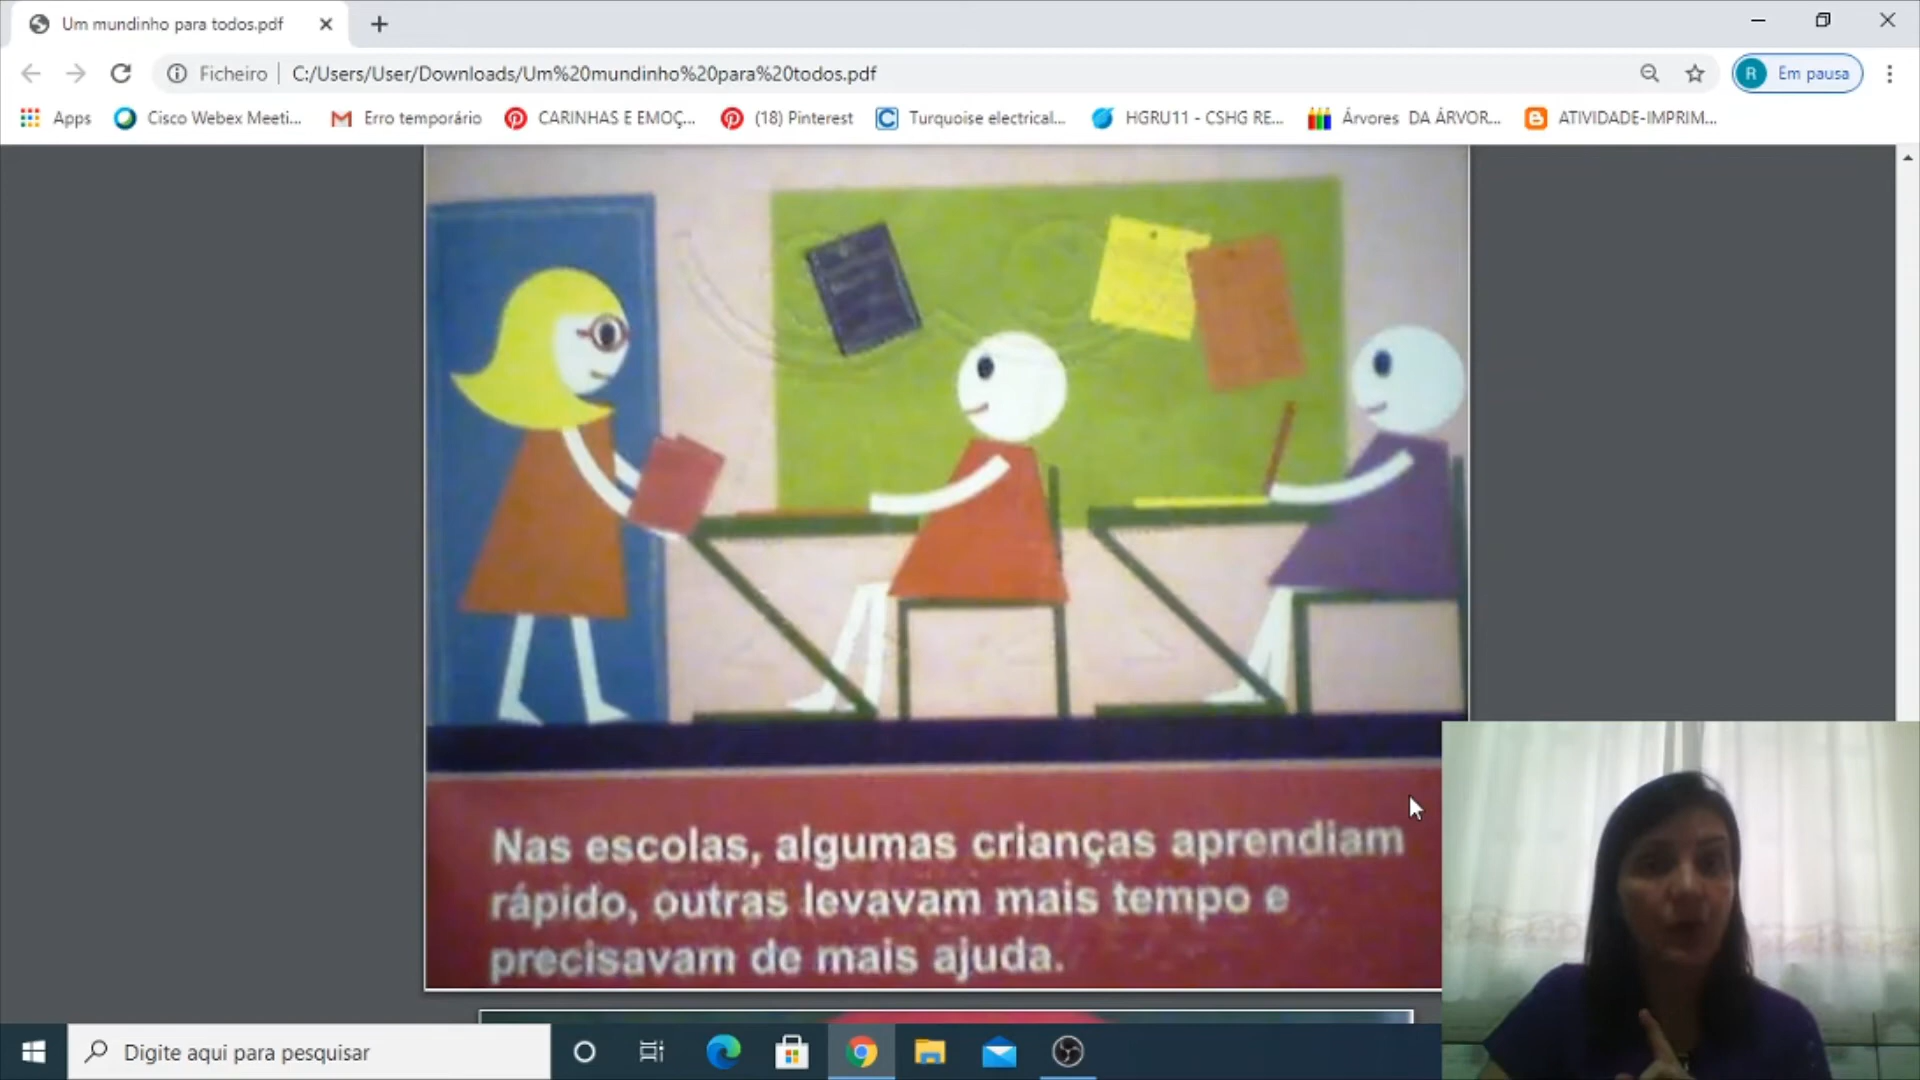 Um mundinho para todos.pdf
Ficheiro C:/Users/User/Downloads/Um%20mundinho%20para%20todos.pdf
R Em pausa
Apps Cisco Webex Meeti... Erro temporário CARINHAS E EMOÇ... (18) Pinterest Turquoise electrical... HGRU11 - CSHG RE... Árvores DA ÁRVOR... ATIVIDADE-IMPRIM...
Nas escolas, algumas crianças aprendiam
rápido, outras levavam mais tempo e
precisavam de mais ajuda.
Digite aqui para pesquisar